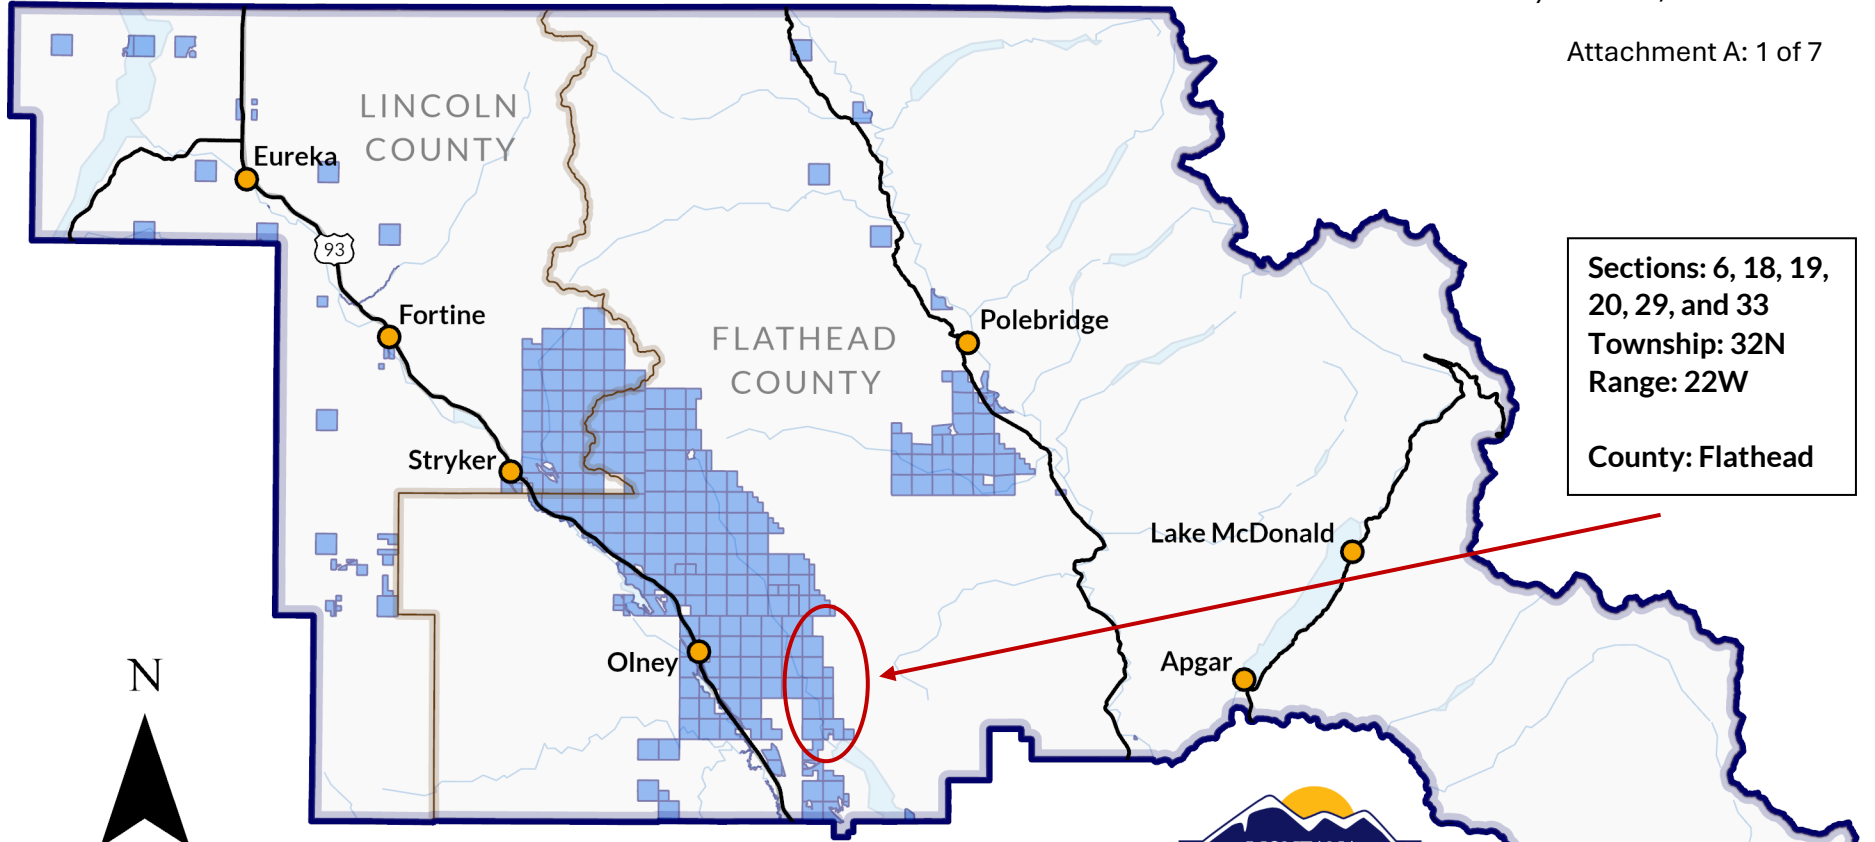 Attachment A: 1 of 7
LINCOLN
COUNTY
Eureka
93
Fortine
Stryker
FLATHEAD
COUNTY
Polebridge
Sections: 6, 18, 19,
20, 29, and 33
Township: 32N
Range: 22W
County: Flathead
Lake McDonald
Olney
Apgar
N